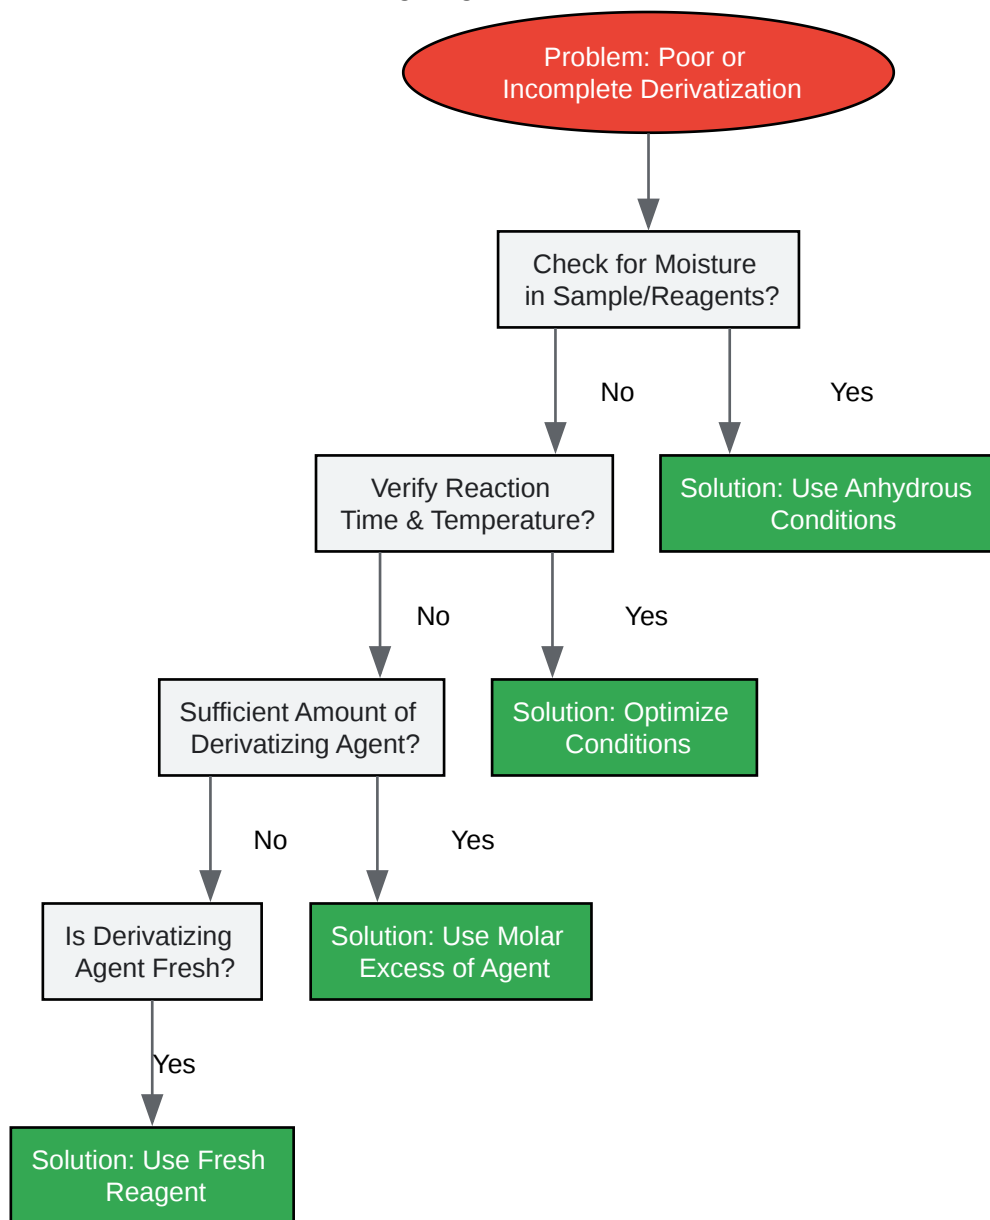 Problem: Poor or
Incomplete Derivatization
Check for Moisture
in Sample/Reagents?
No
Yes
Verify Reaction
Time & Temperature?
Solution: Use Anhydrous
Conditions
No
Yes
Sufficient Amount of
Derivatizing Agent?
Solution: Optimize
Conditions
No
Yes
Is Derivatizing
Agent Fresh?
Solution: Use Molar
Excess of Agent
Yes
Solution: Use Fresh
Reagent